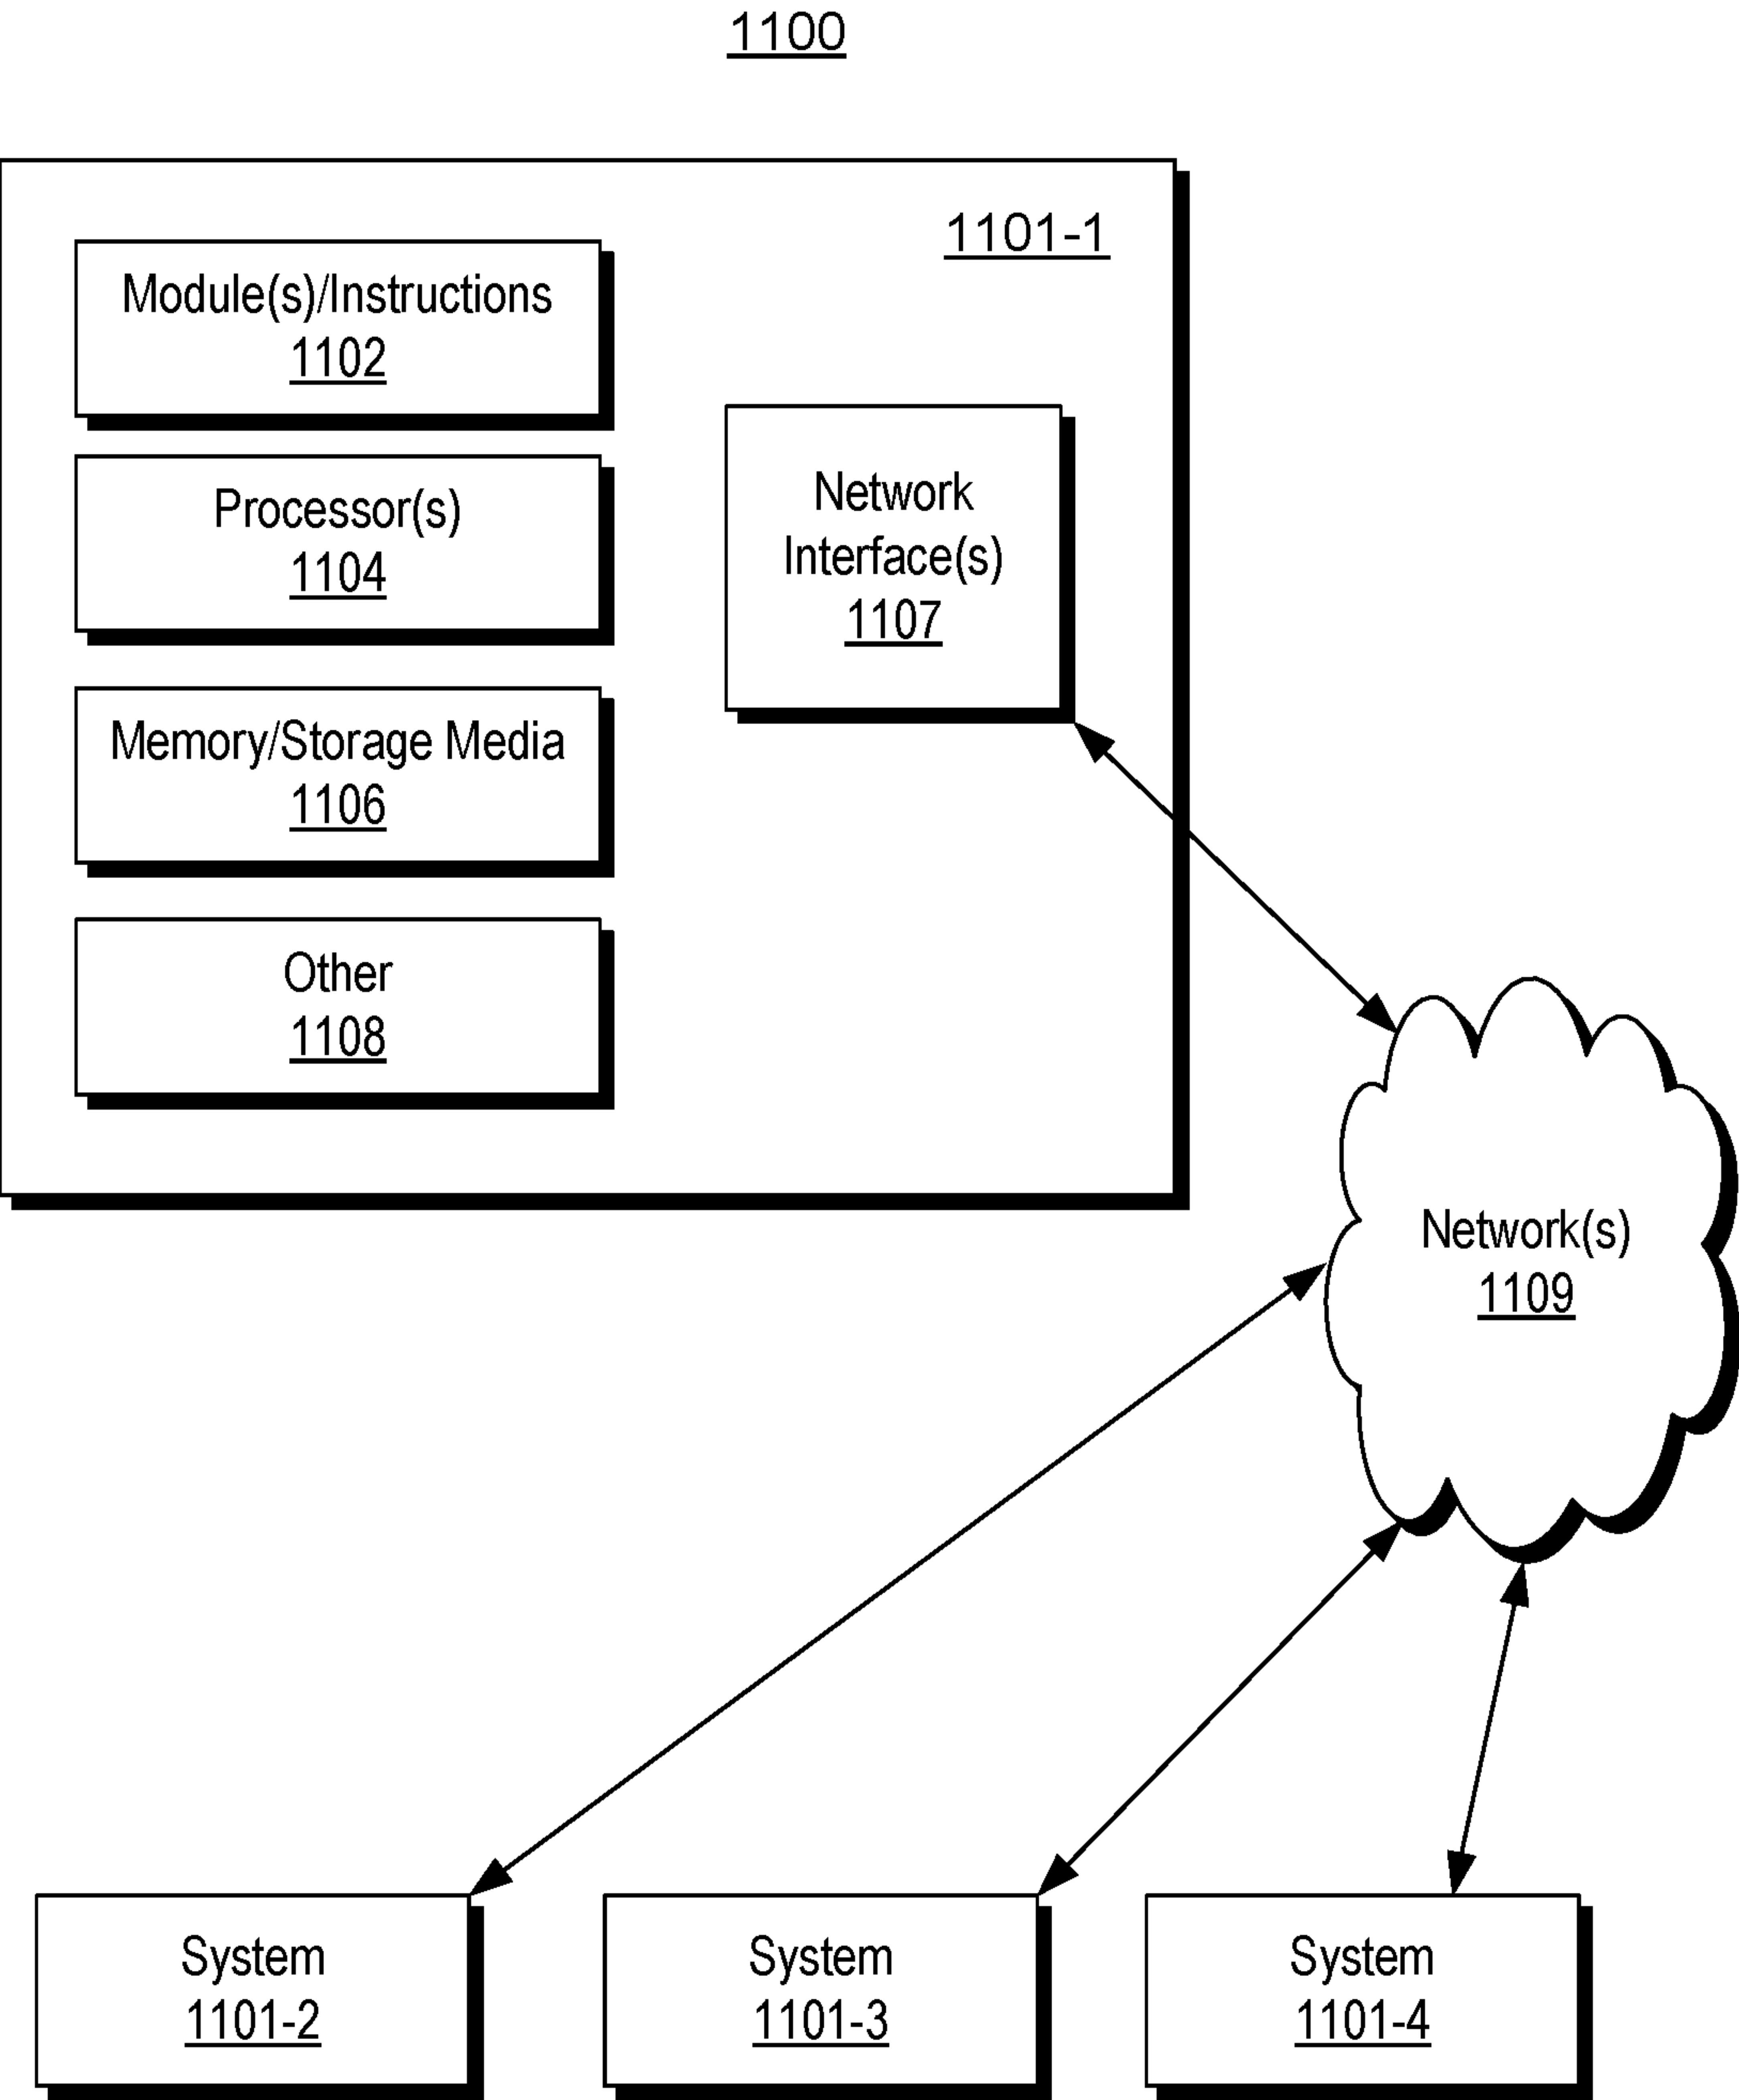 1100
1101-1
Module(s)/Instructions
1102
Processor(s)
1104
Memory/Storage Media
1106
Other
1108
Network
Interface(s)
1107
Network(s)
1109
System
1101-2
System
1101-3
System
1101-4